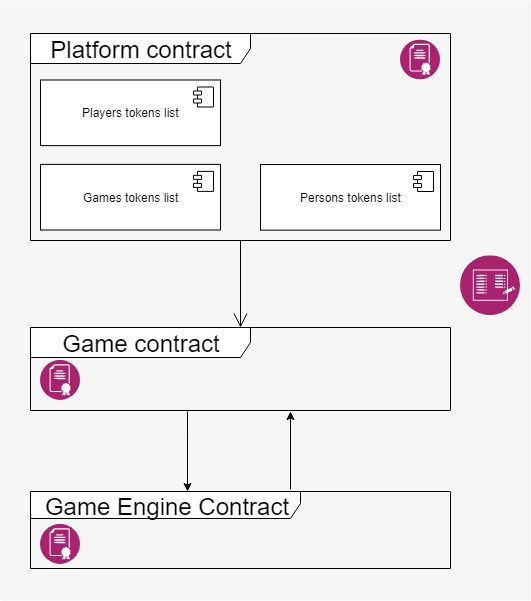 Platform contract
Players tokens list
Games tokens list
Persons tokens list
Game contract
Game Engine Contract